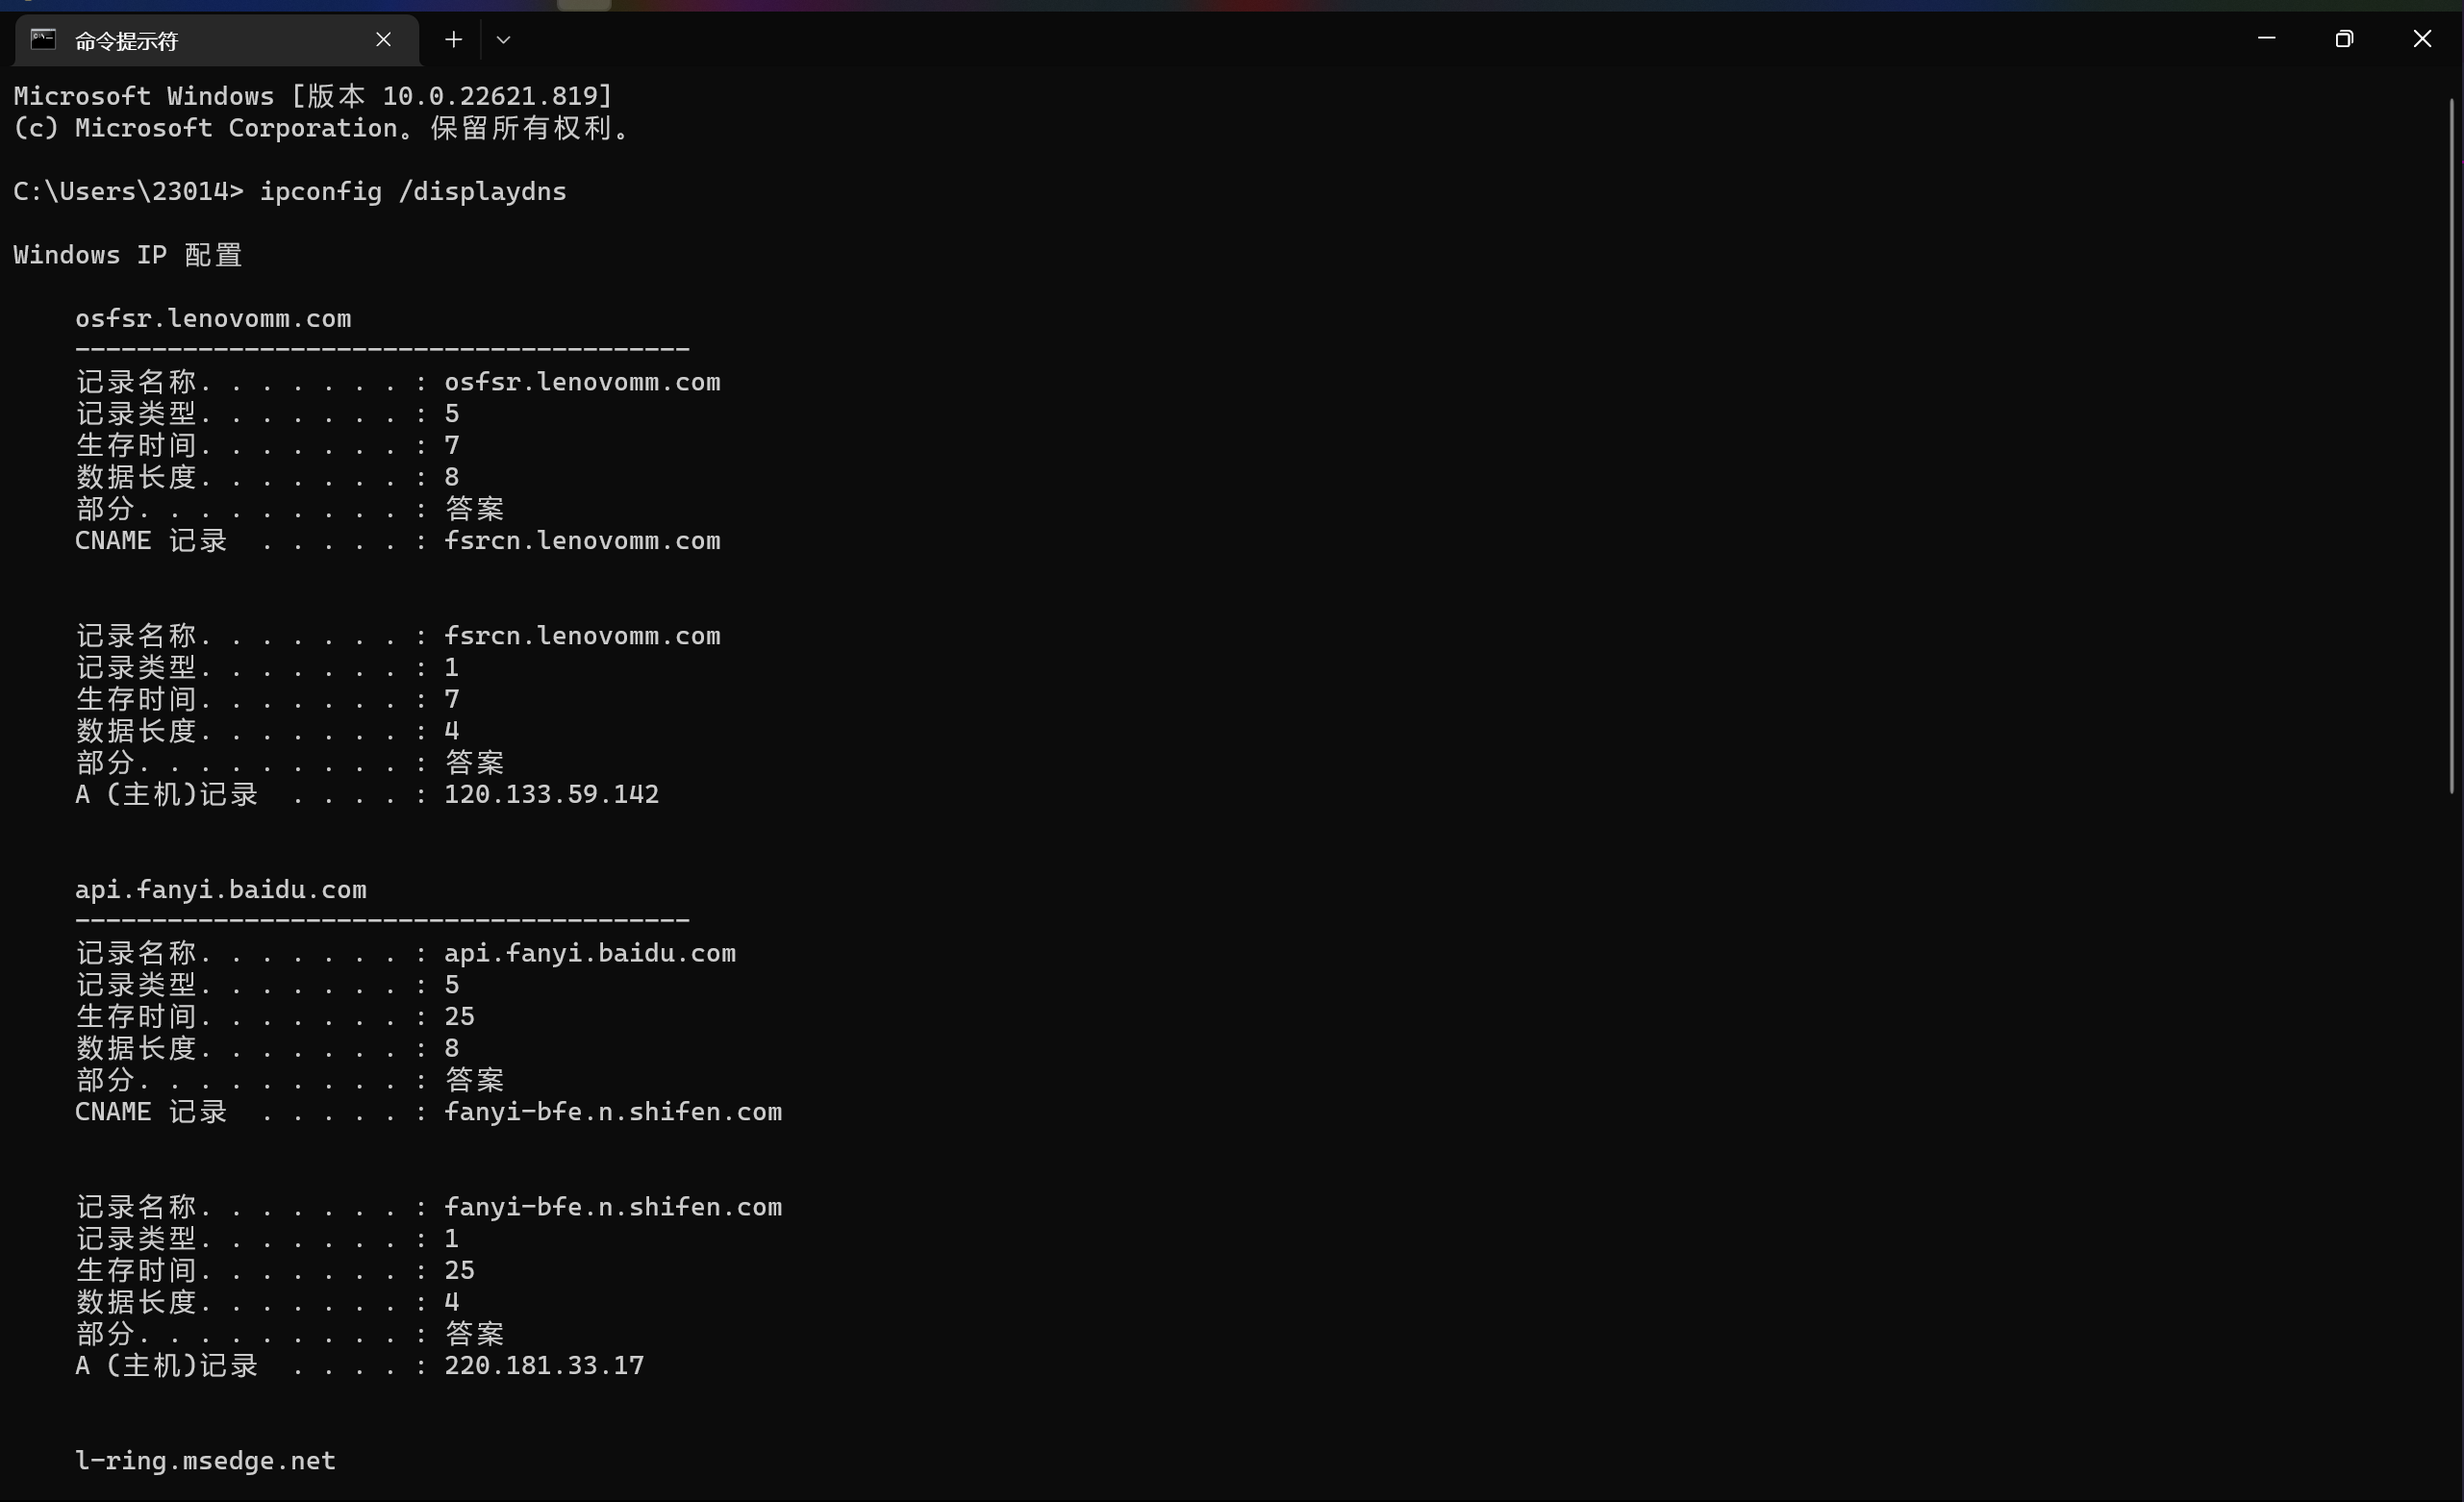 命令提示符
Microsoft Windows [版本 10.0.22621.819]
(c) Microsoft Corporation。保留所有权利。
C:\Users\23014> ipconfig /displaydns
Windows IP 配置
osfsr.lenovomm.com
----------------------------------------
记录名称. . . . . . . : osfsr.lenovomm.com
记录类型. . . . . . . : 5
生存时间. . . . . . . : 7
数据长度. . . . . . . : 8
部分. . . . . . . . . : 答案
CNAME 记录  . . . . . : fsrcn.lenovomm.com
记录名称. . . . . . . : fsrcn.lenovomm.com
记录类型. . . . . . . : 1
生存时间. . . . . . . : 7
数据长度. . . . . . . : 4
部分. . . . . . . . . : 答案
A (主机)记录  . . . . : 120.133.59.142
api.fanyi.baidu.com
----------------------------------------
记录名称. . . . . . . : api.fanyi.baidu.com
记录类型. . . . . . . : 5
生存时间. . . . . . . : 25
数据长度. . . . . . . : 8
部分. . . . . . . . . : 答案
CNAME 记录  . . . . . : fanyi-bfe.n.shifen.com
记录名称. . . . . . . : fanyi-bfe.n.shifen.com
记录类型. . . . . . . : 1
生存时间. . . . . . . : 25
数据长度. . . . . . . : 4
部分. . . . . . . . . : 答案
A (主机)记录  . . . . : 220.181.33.17
l-ring.msedge.net